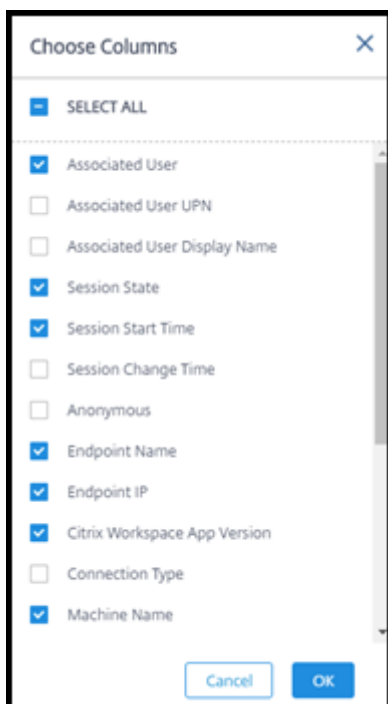 Choose Columns
SELECT ALL
Associated User
Associated User UPN
Associated User Display Name
Session State
Session Start Time
Session Change Time
Anonymous
Endpoint Name
Endpoint IP
Citrix Workspace App Version
Connection Type
Machine Name
Cancel OK